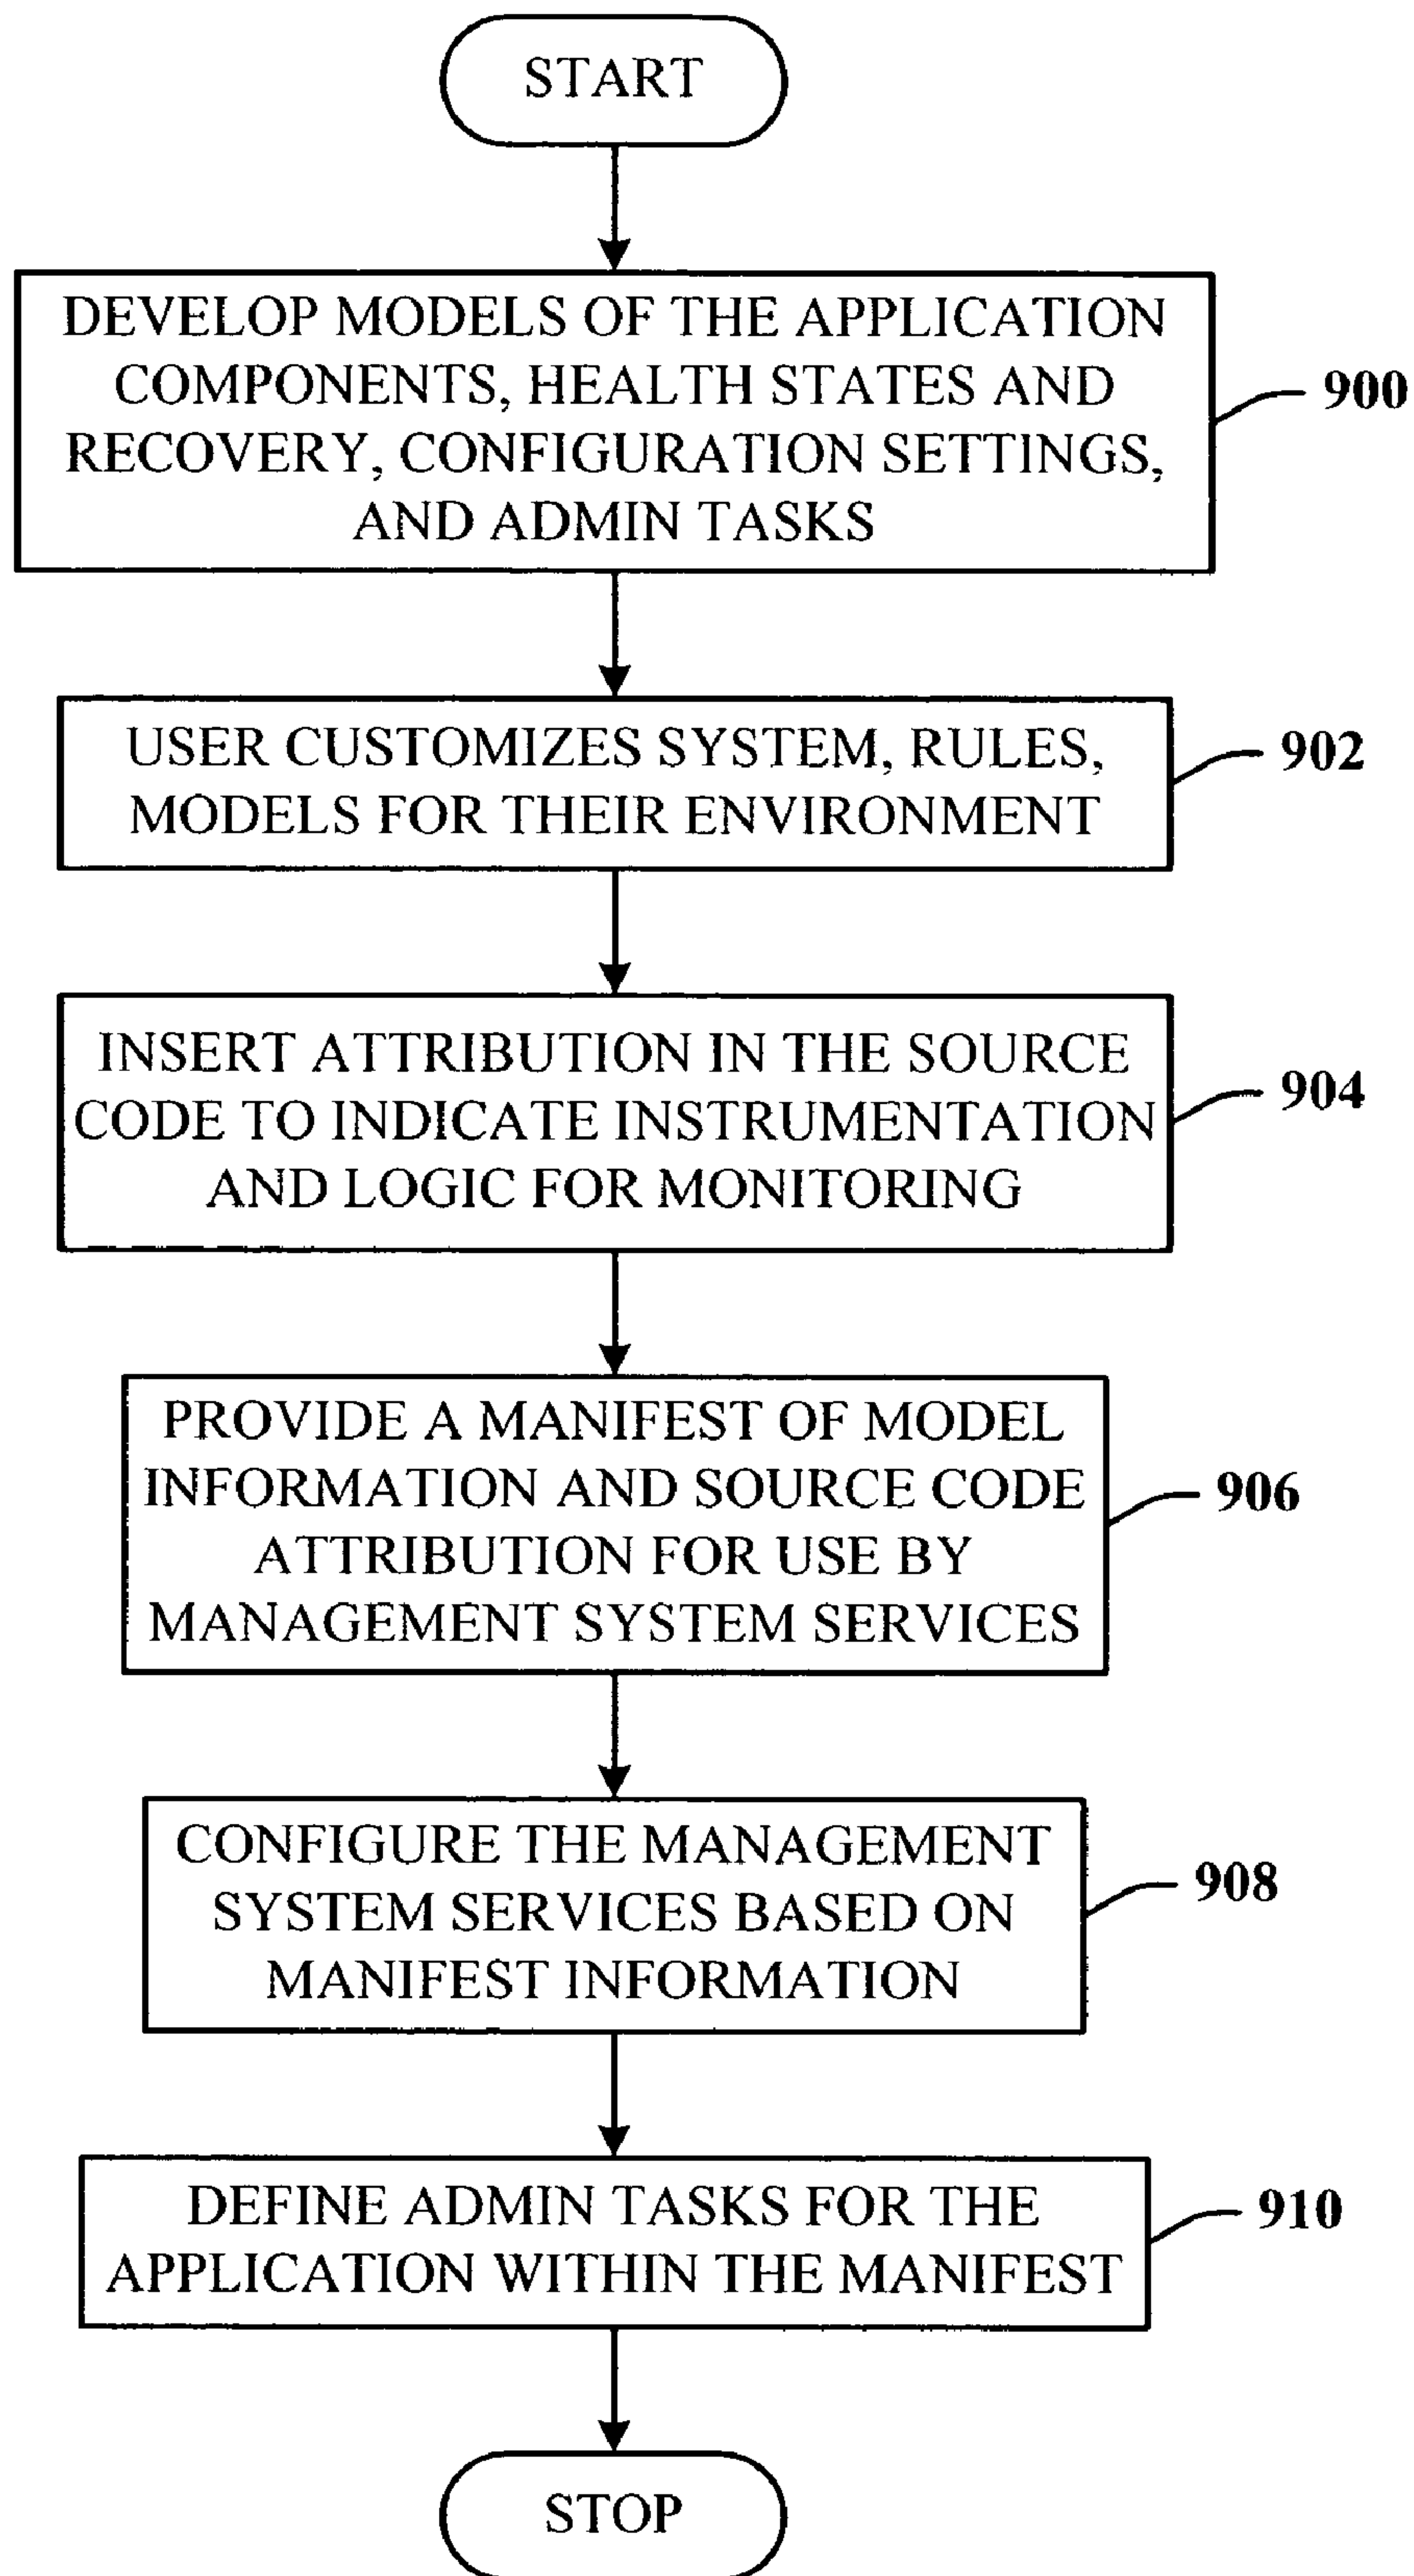 START
DEVELOP MODELS OF THE APPLICATION
COMPONENTS, HEALTH STATES AND
RECOVERY, CONFIGURATION SETTINGS,
AND ADMIN TASKS
900
USER CUSTOMIZES SYSTEM, RULES,
MODELS FOR THEIR ENVIRONMENT
902
INSERT ATTRIBUTION IN THE SOURCE
CODE TO INDICATE INSTRUMENTATION
AND LOGIC FOR MONITORING
904
PROVIDE A MANIFEST OF MODEL
INFORMATION AND SOURCE CODE
ATTRIBUTION FOR USE BY
MANAGEMENT SYSTEM SERVICES
906
CONFIGURE THE MANAGEMENT
SYSTEM SERVICES BASED ON
MANIFEST INFORMATION
908
DEFINE ADMIN TASKS FOR THE
APPLICATION WITHIN THE MANIFEST
910
STOP